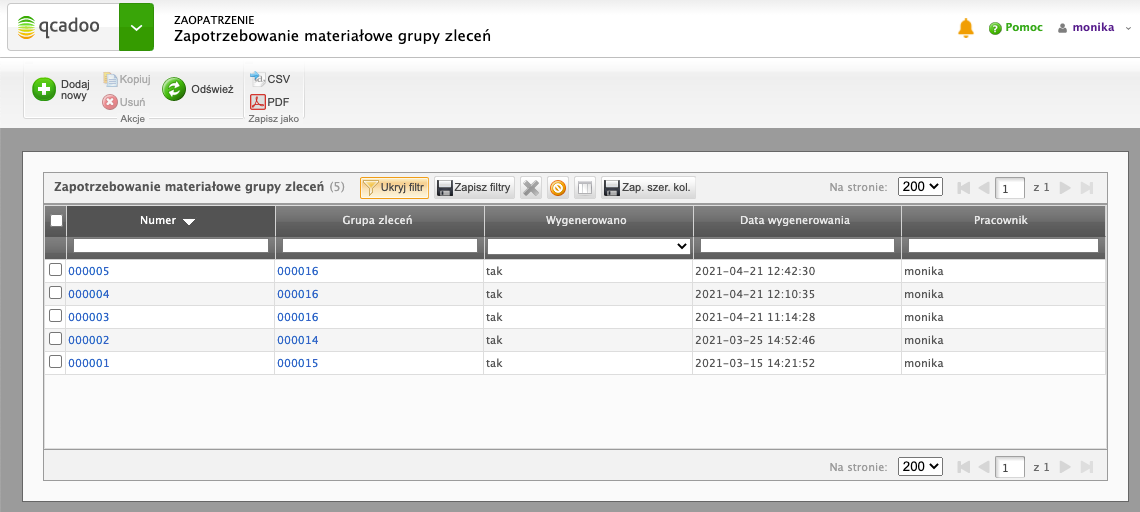 qcadoo
ZAOPATRZENIE
Zapotrzebowanie materiałowe grupy zleceń
Pomoc
monika
Dodaj nowy
Kopiuj
Usuń
Odśwież
Akcje
CSV
PDF
Zapisz jako
Zapotrzebowanie materiałowe grupy zleceń (5)
Ukryj filtr
Zapisz filtry
Zap. szer. kol.
Na stronie: 200 1 z 1
Numer Grupa zleceń Wygenerowano Data wygenerowania Pracownik
000005 000016 tak 2021-04-21 12:42:30 monika
000004 000016 tak 2021-04-21 12:10:35 monika
000003 000016 tak 2021-04-21 11:14:28 monika
000002 000014 tak 2021-03-25 14:52:46 monika
000001 000015 tak 2021-03-15 14:21:52 monika
Na stronie: 200 1 z 1